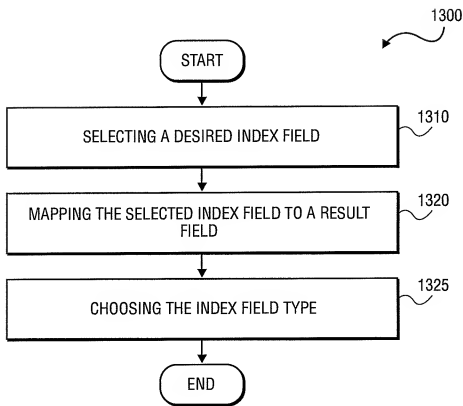 1300
START
SELECTING A DESIRED INDEX FIELD
1310
MAPPING THE SELECTED INDEX FIELD TO A RESULT
FIELD
1320
CHOOSING THE INDEX FIELD TYPE
1325
END